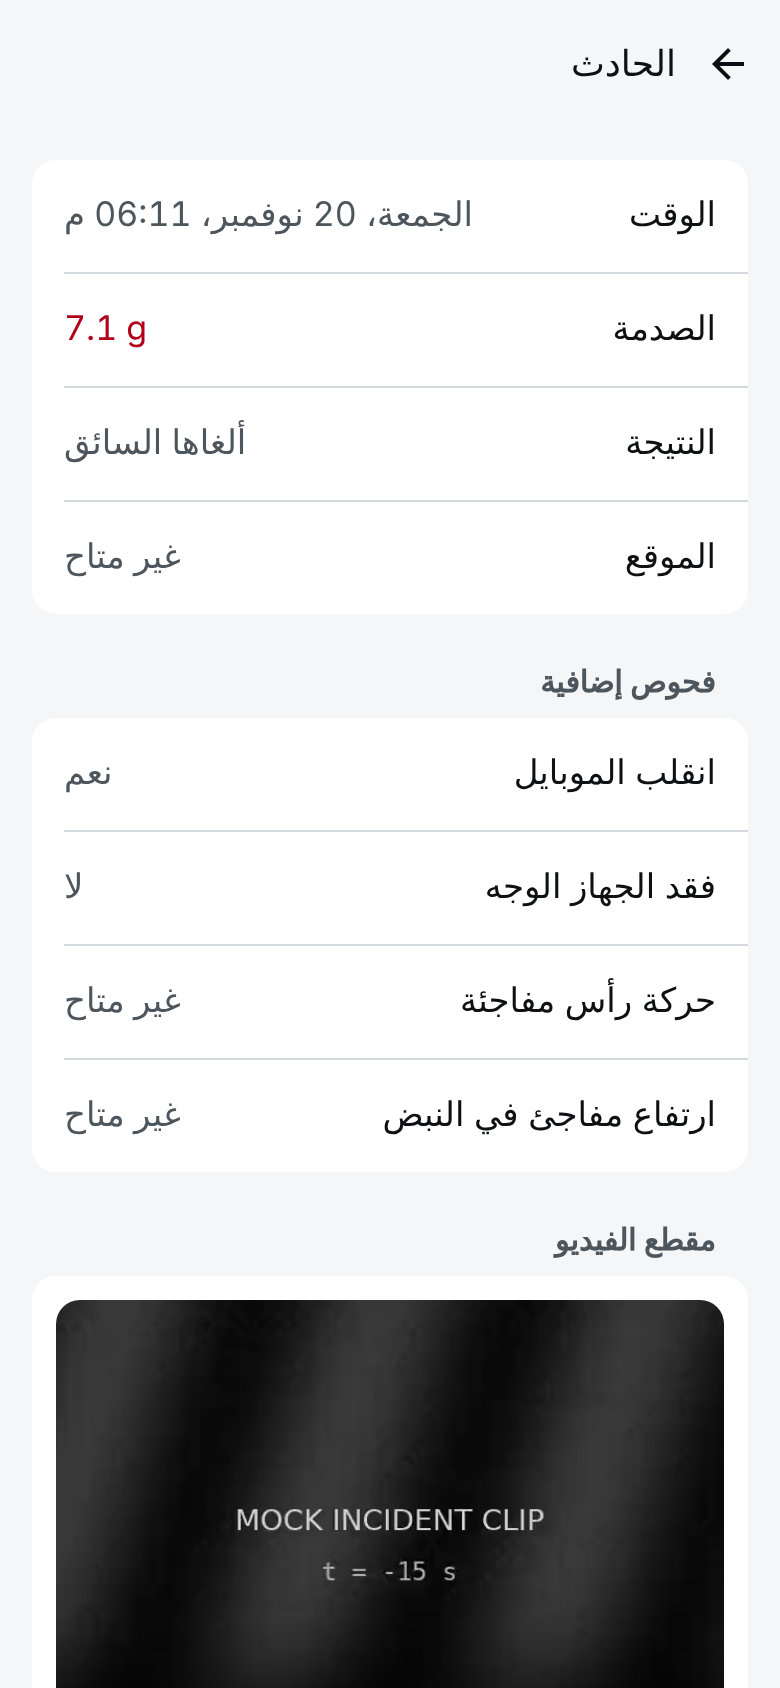 الحادث
الوقت الجمعة، 20 نوفمبر، 06:11 م
الصدمة 7.1 g
النتيجة ألغاها السائق
الموقع غير متاح
فحوص إضافية
انقلب الموبايل نعم
فقد الجهاز الوجه لا
حركة رأس مفاجئة غير متاح
ارتفاع مفاجئ في النبض غير متاح
مقطع الفيديو
MOCK INCIDENT CLIP
t = -15 s